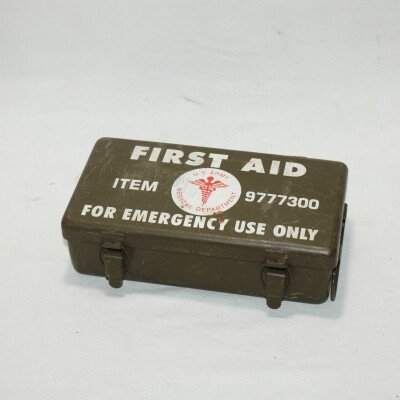 FIRST AID
U.S. ARMY
ITEM 9777300
MEDICAL DEPARTMENT
FOR EMERGENCY USE ONLY